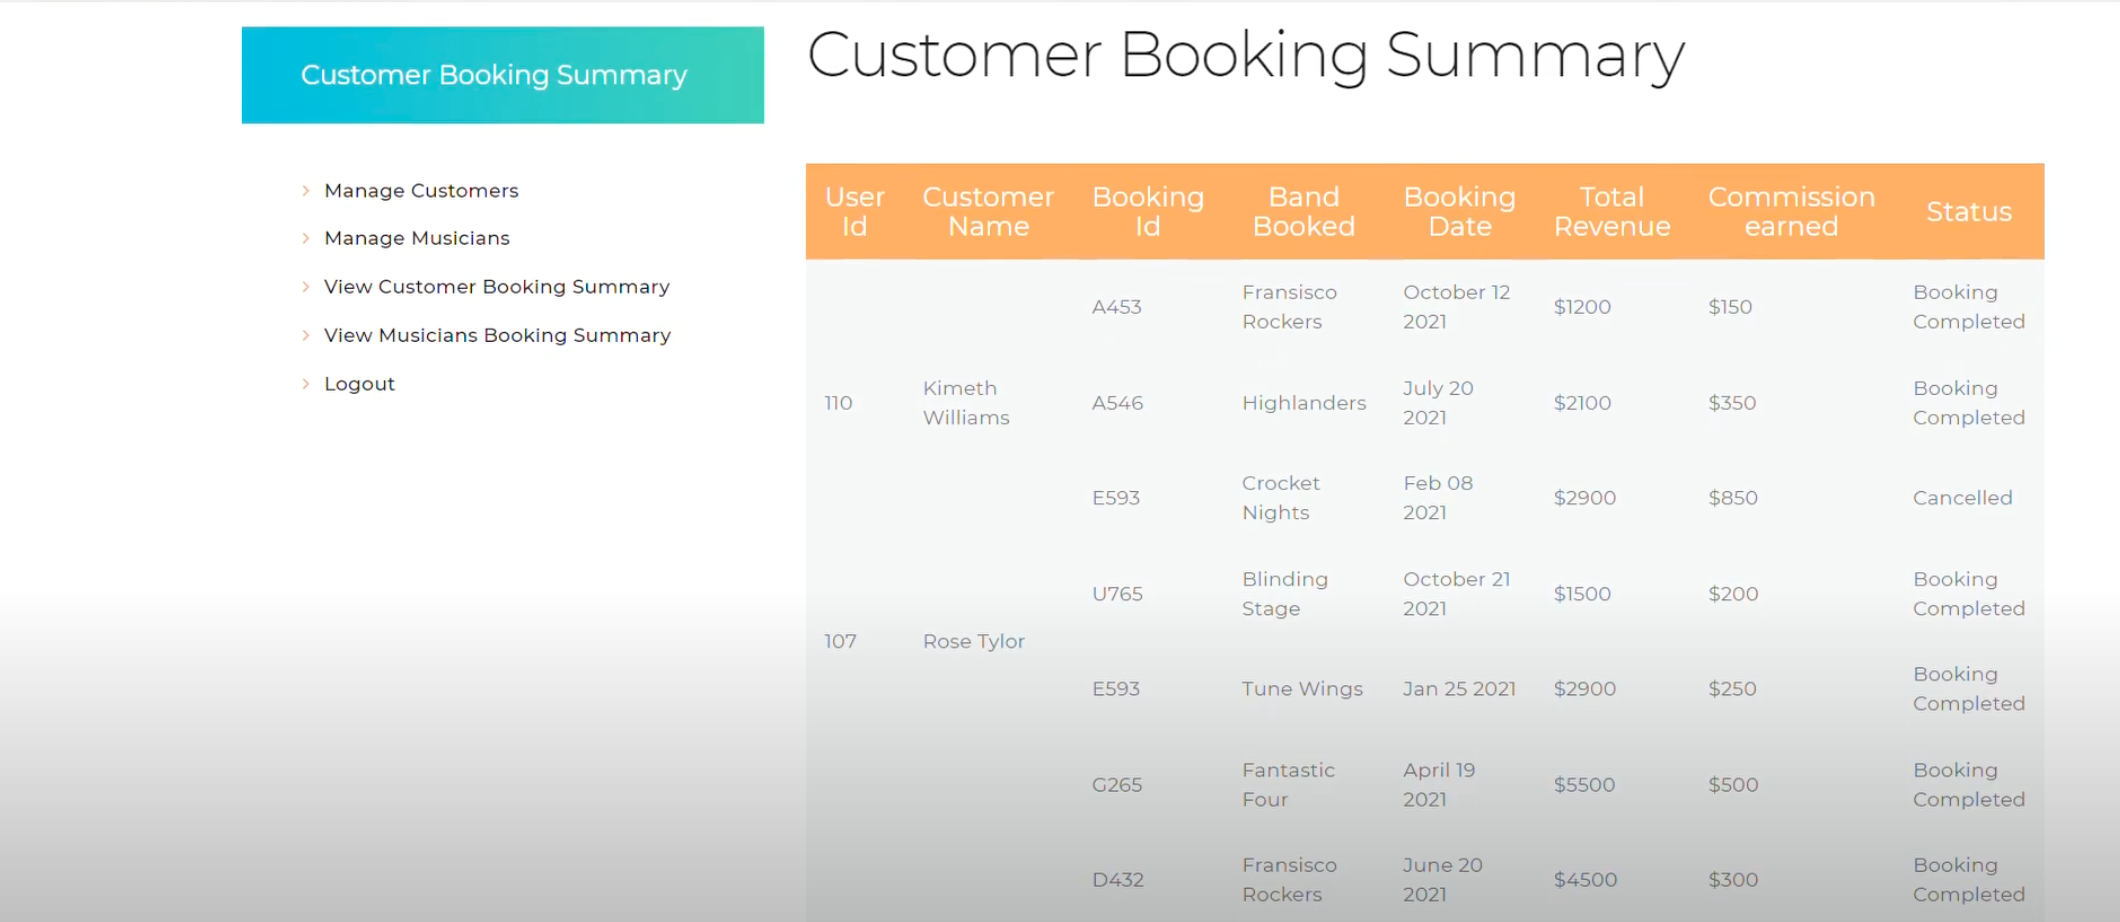 Customer Booking Summary
Manage Customers
Manage Musicians
View Customer Booking Summary
View Musicians Booking Summary
Logout
Customer Booking Summary
User Id Customer Name Booking Id Band Booked Booking Date Total Revenue Commission earned Status
110 Kimeth Williams
A453 Fransisco Rockers October 12 2021 $1200 $150 Booking Completed
A546 Highlanders July 20 2021 $2100 $350 Booking Completed
E593 Crocket Nights Feb 08 2021 $2900 $850 Cancelled
107 Rose Tylor
U765 Blinding Stage October 21 2021 $1500 $200 Booking Completed
E593 Tune Wings Jan 25 2021 $2900 $250 Booking Completed
G265 Fantastic Four April 19 2021 $5500 $500 Booking Completed
D432 Fransisco Rockers June 20 2021 $4500 $300 Booking Completed